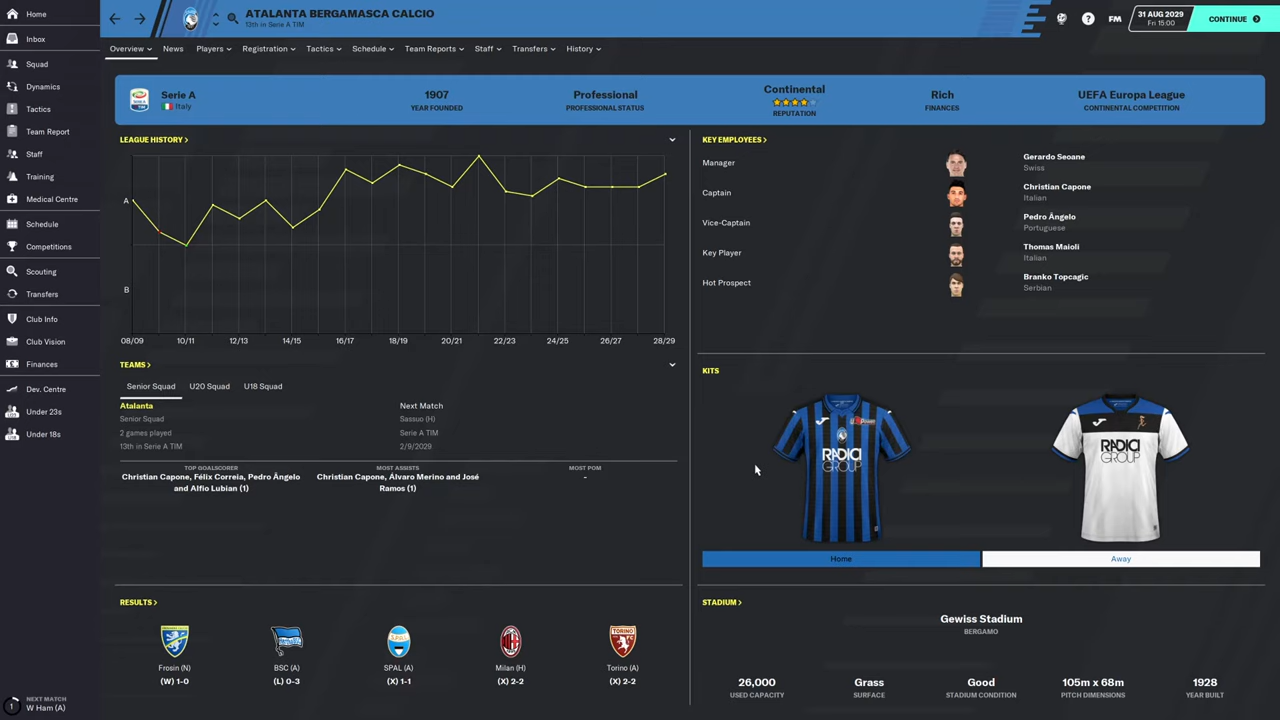 Home
Inbox
Squad
Dynamics
Tactics
Team Report
Staff
Training
Medical Centre
Schedule
Competitions
Scouting
Transfers
Club Info
Club Vision
Finances
Dev. Centre
Under 23s
Under 18s
1
NEXT MATCH
W Ham (A)
ATALANTA BERGAMASCA CALCIO
13th in Serie A TIM
FM
31 AUG 2029
Fri 15:00
CONTINUE
Overview News Players Registration Tactics Schedule Team Reports Staff Transfers History
Serie A
Italy
1907
YEAR FOUNDED
Professional
PROFESSIONAL STATUS
Continental
REPUTATION
Rich
FINANCES
UEFA Europa League
CONTINENTAL COMPETITION
LEAGUE HISTORY >
A
B
08/09 10/11 12/13 14/15 16/17 18/19 20/21 22/23 24/25 26/27 28/29
TEAMS >
Senior Squad U20 Squad U18 Squad
Atalanta
Senior Squad
2 games played
13th in Serie A TIM
Next Match
Sassuo (H)
Serie A TIM
2/9/2029
TOP GOALSCORER
Christian Capone, Félix Correia, Pedro Ângelo
and Alfio Lubian (1)
MOST ASSISTS
Christian Capone, Álvaro Merino and José
Ramos (1)
MOST POM
-
RESULTS >
Frosin (N)
(W) 1-0
BSC (A)
(L) 0-3
SPAL (A)
(X) 1-1
Milan (H)
(X) 2-2
Torino (A)
(X) 2-2
KEY EMPLOYEES >
Manager
Gerardo Seoane
Swiss
Captain
Christian Capone
Italian
Vice-Captain
Pedro Ângelo
Portuguese
Key Player
Thomas Maioli
Italian
Hot Prospect
Branko Topcagic
Serbian
KITS
RADICI
GROUP
RADICI
GROUP
Home
Away
STADIUM >
Gewiss Stadium
BERGAMO
26,000
USED CAPACITY
Grass
SURFACE
Good
STADIUM CONDITION
105m x 68m
PITCH DIMENSIONS
1928
YEAR BUILT